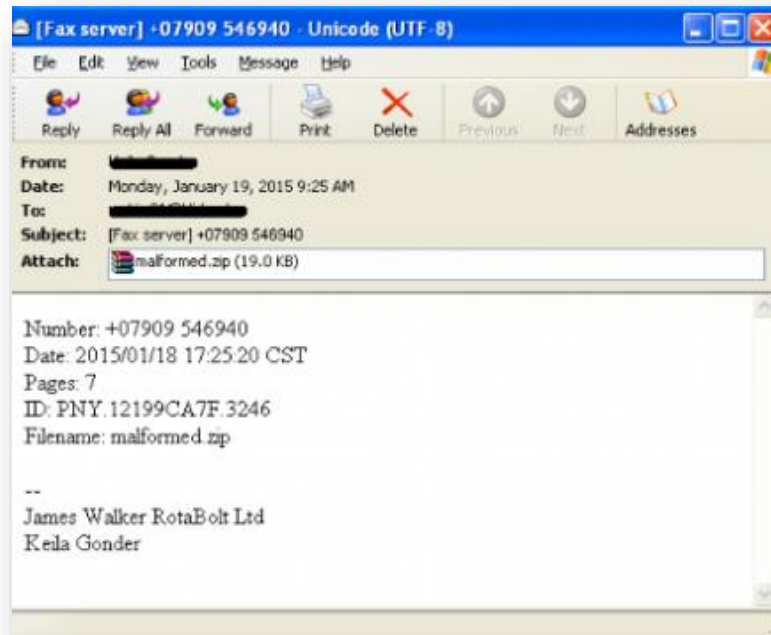 [Fax server] +07909 546940 - Unicode (UTF-8)
File Edit View Tools Message Help
Reply Reply All Forward Print Delete Previous Next Addresses
From:
Date: Monday, January 19, 2015 9:25 AM
To:
Subject: [Fax server] +07909 546940
Attach: malformed.zip (19.0 KB)
Number: +07909 546940
Date: 2015/01/18 17:25:20 CST
Pages: 7
ID: PNY.12199CA7F.3246
Filename: malformed.zip
--
James Walker RotaBolt Ltd
Keila Gonder